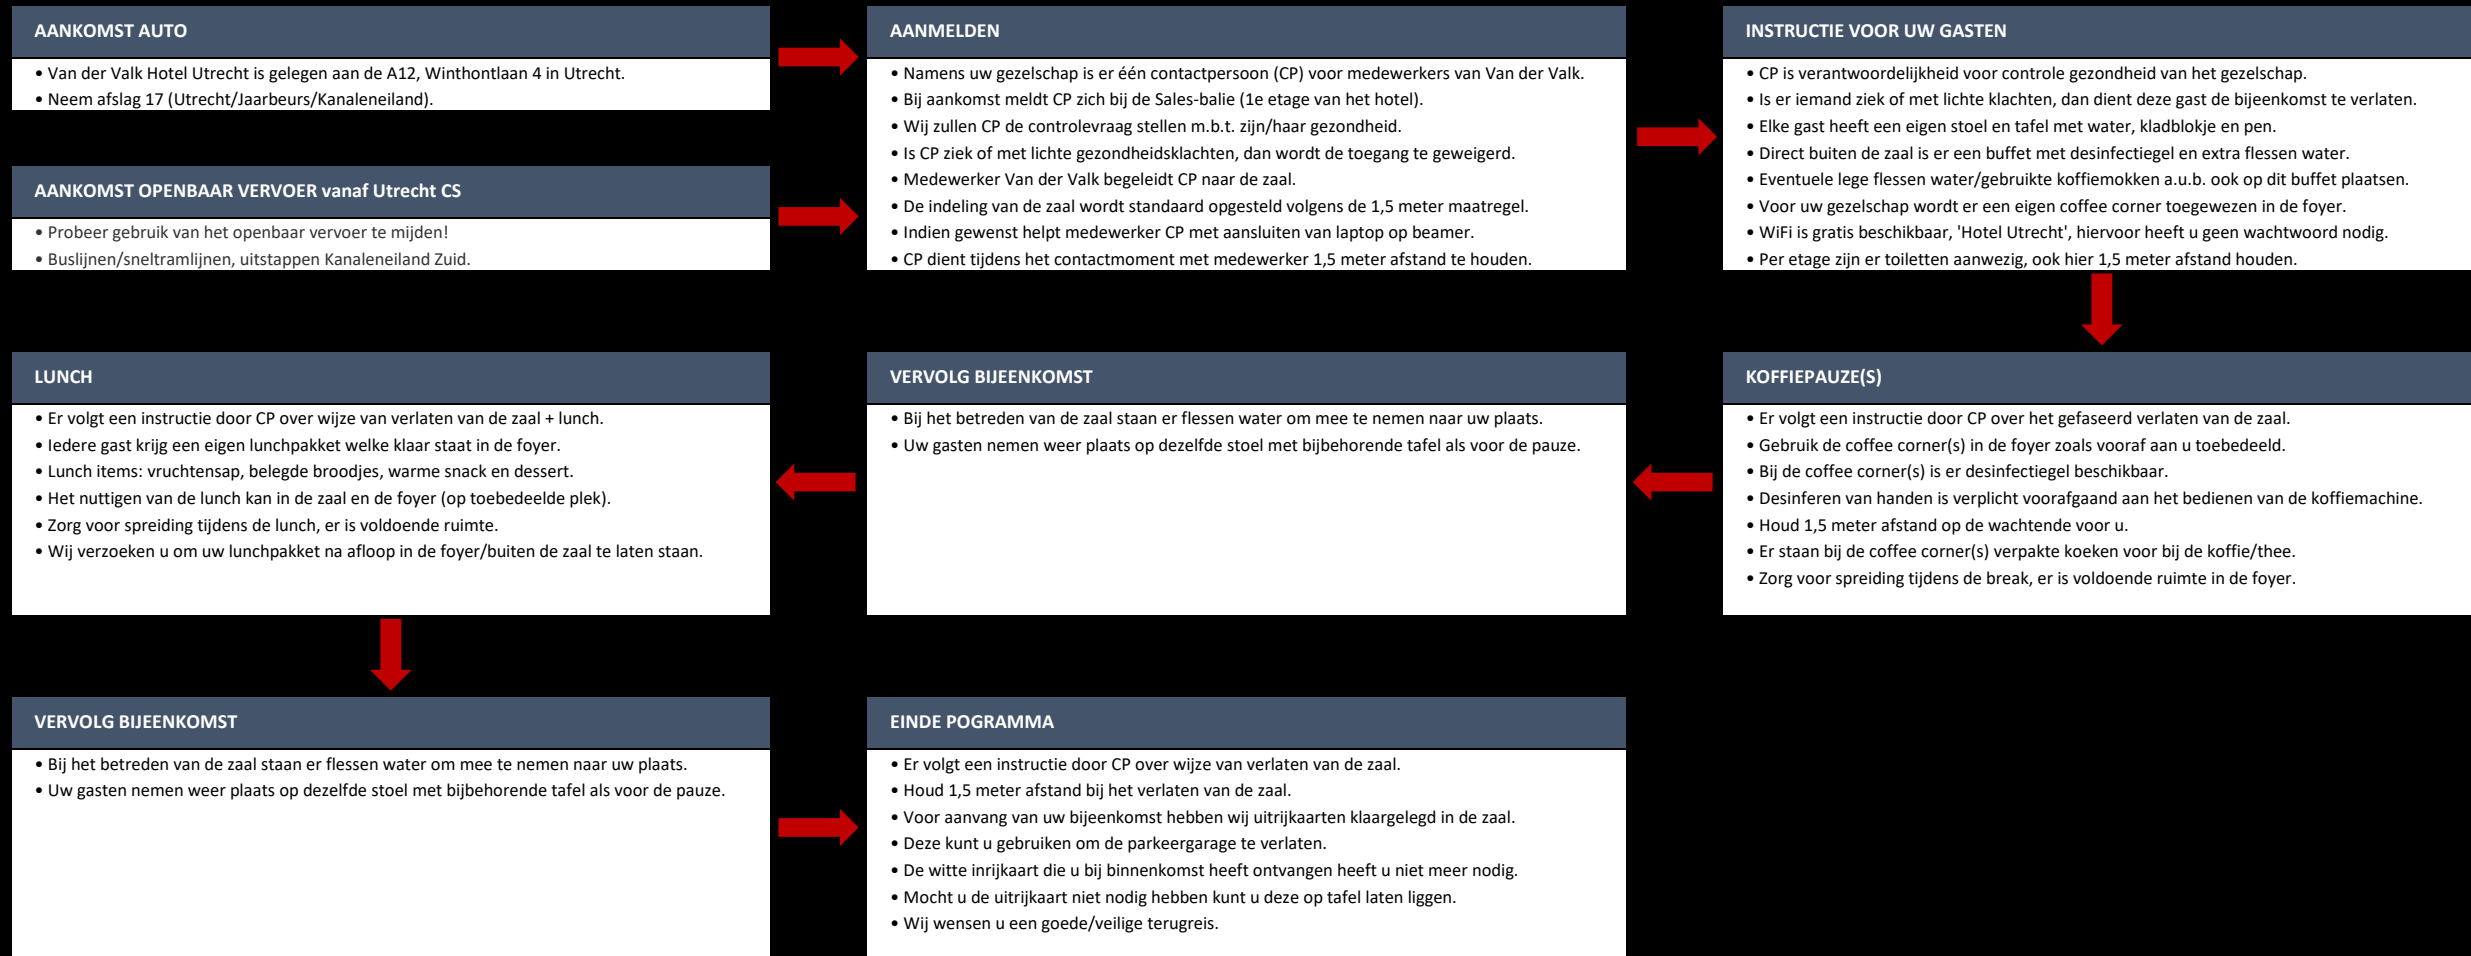 AANKOMST AUTO
• Van der Valk Hotel Utrecht is gelegen aan de A12, Winthontlaan 4 in Utrecht.
• Neem afslag 17 (Utrecht/Jaarbeurs/Kanaleneiland).
AANKOMST OPENBAAR VERVOER vanaf Utrecht CS
• Probeer gebruik van het openbaar vervoer te mijden!
• Buslijnen/sneltramlijnen, uitstappen Kanaleneiland Zuid.
AANMELDEN
• Namens uw gezelschap is er één contactpersoon (CP) voor medewerkers van Van der Valk.
• Bij aankomst meldt CP zich bij de Sales-balie (1e etage van het hotel).
• Wij zullen CP de controlevraag stellen m.b.t. zijn/haar gezondheid.
• Is CP ziek of met lichte gezondheidsklachten, dan wordt de toegang te geweigerd.
• Medewerker Van der Valk begeleidt CP naar de zaal.
• De indeling van de zaal wordt standaard opgesteld volgens de 1,5 meter maatregel.
• Indien gewenst helpt medewerker CP met aansluiten van laptop op beamer.
• CP dient tijdens het contactmoment met medewerker 1,5 meter afstand te houden.
INSTRUCTIE VOOR UW GASTEN
• CP is verantwoordelijkheid voor controle gezondheid van het gezelschap.
• Is er iemand ziek of met lichte klachten, dan dient deze gast de bijeenkomst te verlaten.
• Elke gast heeft een eigen stoel en tafel met water, kladblokje en pen.
• Direct buiten de zaal is er een buffet met desinfectiegel en extra flessen water.
• Eventuele lege flessen water/gebruikte koffiemokken a.u.b. ook op dit buffet plaatsen.
• Voor uw gezelschap wordt er een eigen coffee corner toegewezen in de foyer.
• WiFi is gratis beschikbaar, 'Hotel Utrecht', hiervoor heeft u geen wachtwoord nodig.
• Per etage zijn er toiletten aanwezig, ook hier 1,5 meter afstand houden.
KOFFIEPAUZE(S)
• Er volgt een instructie door CP over het gefaseerd verlaten van de zaal.
• Gebruik de coffee corner(s) in de foyer zoals vooraf aan u toebedeeld.
• Bij de coffee corner(s) is er desinfectiegel beschikbaar.
• Desinferen van handen is verplicht voorafgaand aan het bedienen van de koffiemachine.
• Houd 1,5 meter afstand op de wachtende voor u.
• Er staan bij de coffee corner(s) verpakte koeken voor bij de koffie/thee.
• Zorg voor spreiding tijdens de break, er is voldoende ruimte in de foyer.
VERVOLG BIJEENKOMST
• Bij het betreden van de zaal staan er flessen water om mee te nemen naar uw plaats.
• Uw gasten nemen weer plaats op dezelfde stoel met bijbehorende tafel als voor de pauze.
LUNCH
• Er volgt een instructie door CP over wijze van verlaten van de zaal + lunch.
• Iedere gast krijg een eigen lunchpakket welke klaar staat in de foyer.
• Lunch items: vruchtensap, belegde broodjes, warme snack en dessert.
• Het nuttigen van de lunch kan in de zaal en de foyer (op toebedeelde plek).
• Zorg voor spreiding tijdens de lunch, er is voldoende ruimte.
• Wij verzoeken u om uw lunchpakket na afloop in de foyer/buiten de zaal te laten staan.
VERVOLG BIJEENKOMST
• Bij het betreden van de zaal staan er flessen water om mee te nemen naar uw plaats.
• Uw gasten nemen weer plaats op dezelfde stoel met bijbehorende tafel als voor de pauze.
EINDE POGRAMMA
• Er volgt een instructie door CP over wijze van verlaten van de zaal.
• Houd 1,5 meter afstand bij het verlaten van de zaal.
• Voor aanvang van uw bijeenkomst hebben wij uitrijkaarten klaargelegd in de zaal.
• Deze kunt u gebruiken om de parkeergarage te verlaten.
• De witte inrijkaart die u bij binnenkomst heeft ontvangen heeft u niet meer nodig.
• Mocht u de uitrijkaart niet nodig hebben kunt u deze op tafel laten liggen.
• Wij wensen u een goede/veilige terugreis.